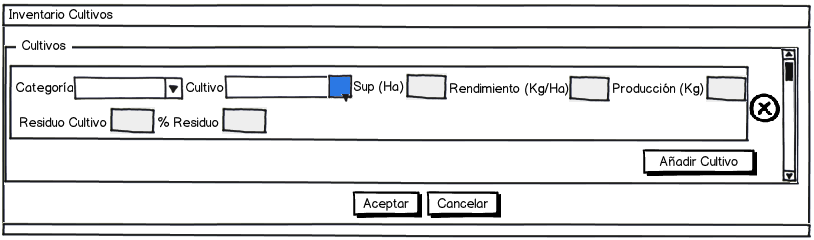 Inventario Cultivos
Cultivos
Categoría Cultivo Sup (Ha) Rendimiento (Kg/Ha) Producción (Kg)
Residuo Cultivo % Residuo
Añadir Cultivo
Aceptar Cancelar